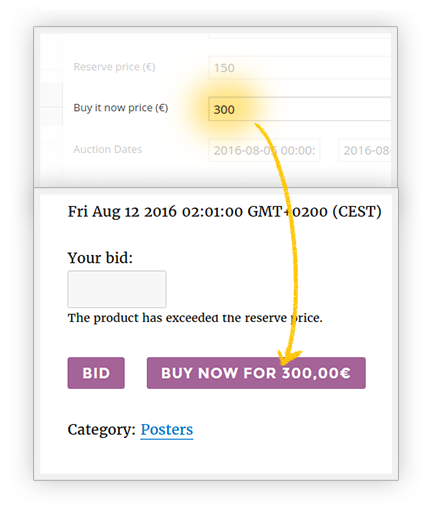 Reserve price (€) 150
Buy it now price (€) 300
Auction Dates 2016-08-05 00:00: 2016-08-
Fri Aug 12 2016 02:01:00 GMT+0200 (CEST)
Your bid:
The product has exceeded the reserve price.
BID BUY NOW FOR 300,00€
Category: Posters